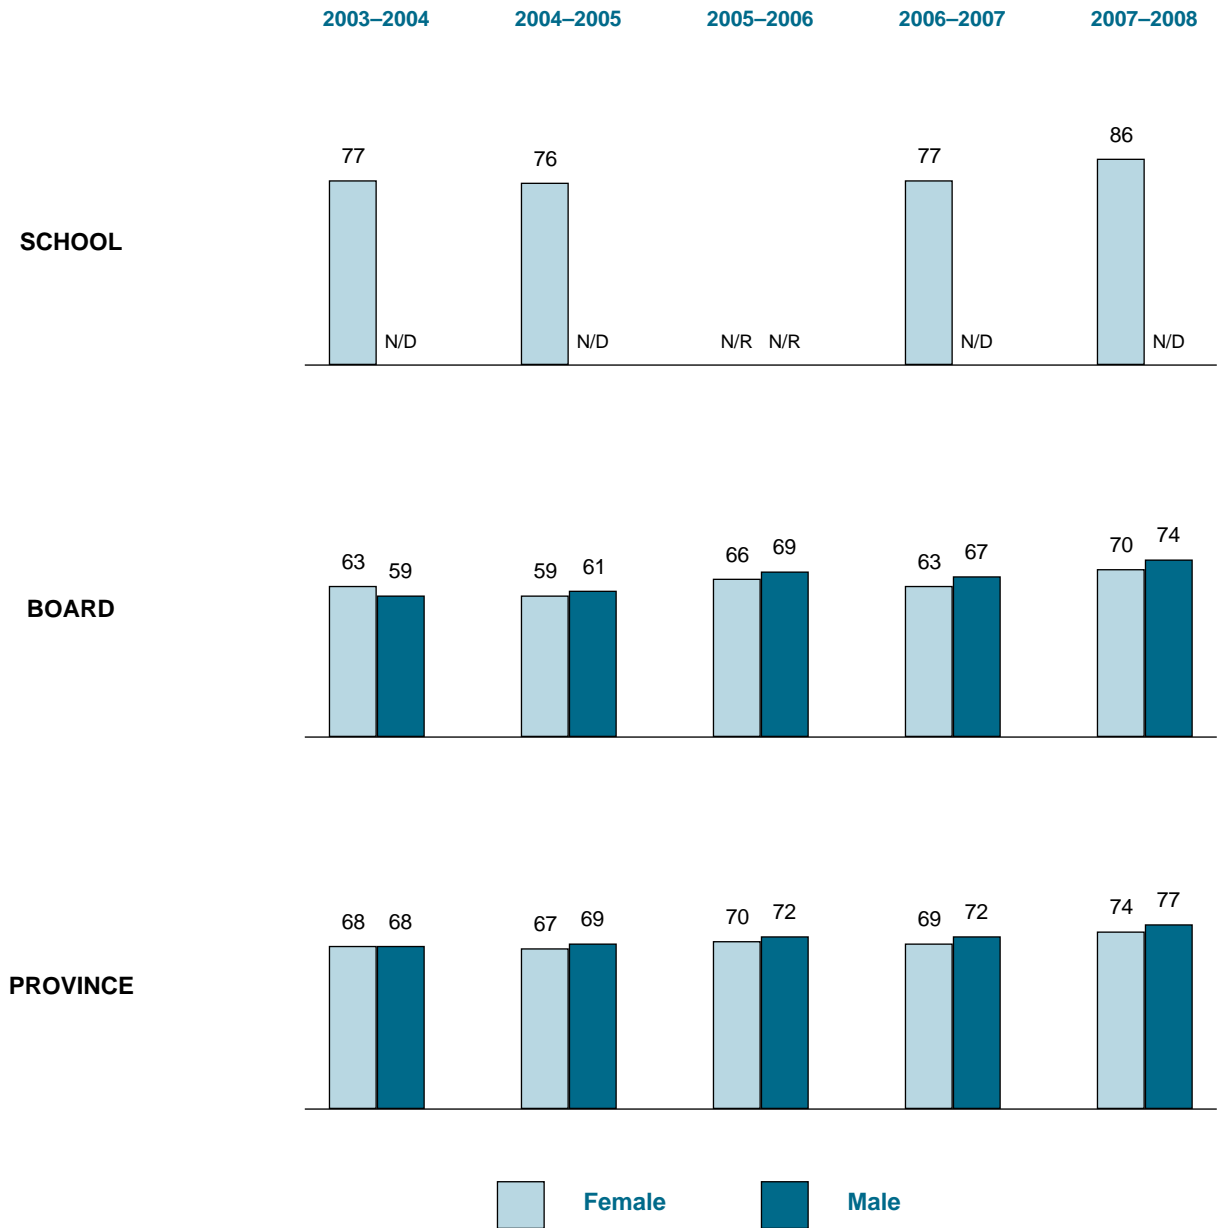 2003–2004 2004–2005 2005–2006 2006–2007 2007–2008
86
77 76 77
SCHOOL
N/D N/D N/R N/R N/D N/D
63 59 59 61 66 69 63 67 70 74
BOARD
68 68 67 69 70 72 69 72 74 77
PROVINCE
Female Male